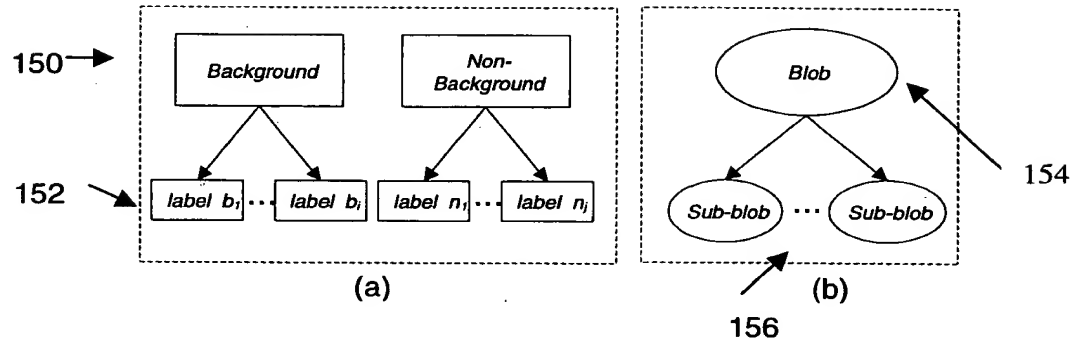 150
Background
Non-
Background
Blob
152
label b1 ... label bi
label n1 ... label nj
154
Sub-blob ... Sub-blob
(a)
(b)
156